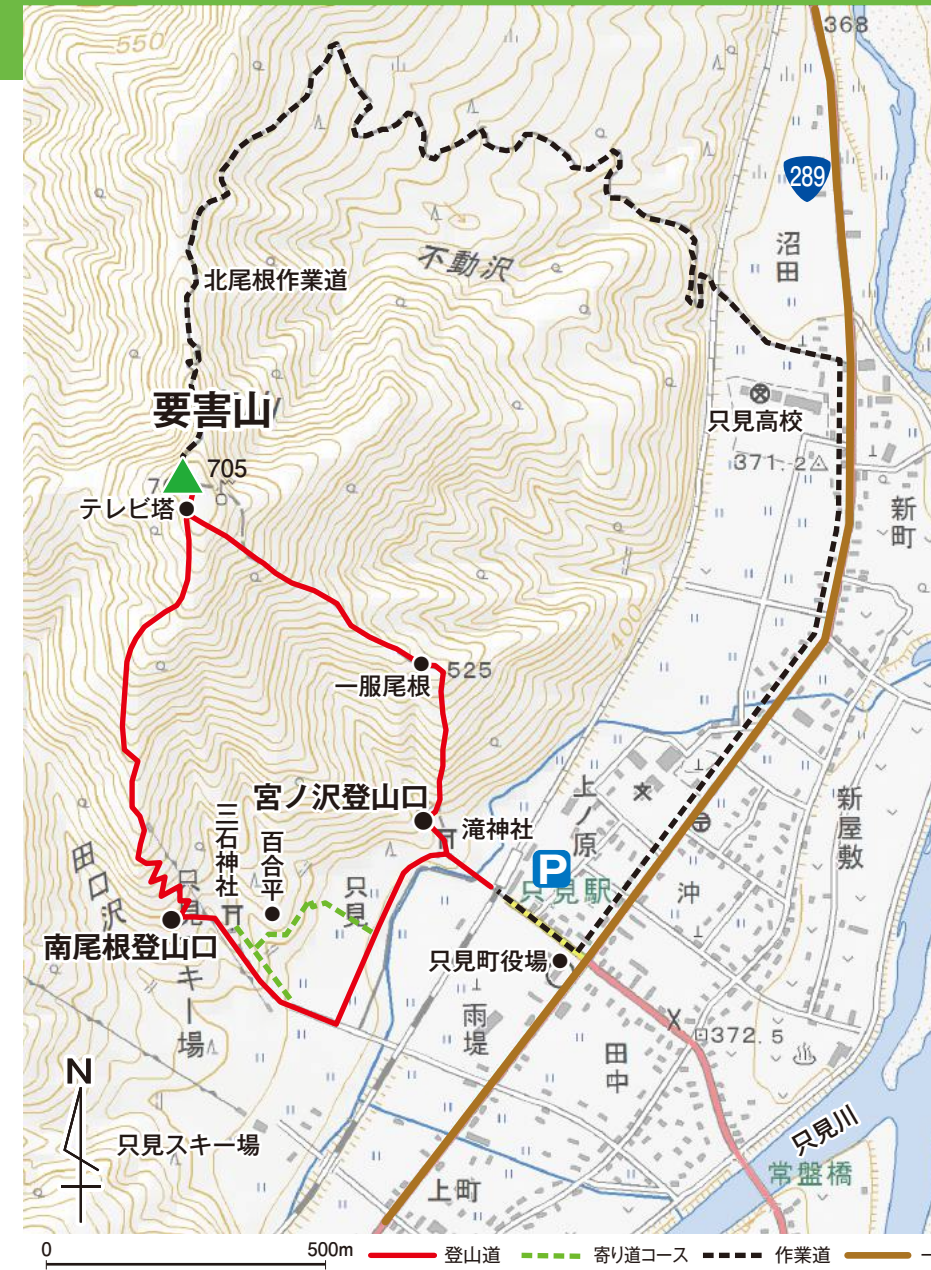 550
368
289
沼田
不動沢
北尾根作業道
要害山
705
只見高校
371.2
テレビ塔
新町
400
一服尾根
525
宮ノ沢登山口
滝神社
上ノ原
P
只見駅
新屋敷
三石神社
百合平
只見
沖
田口沢
南尾根登山口
只見町役場
キー場
雨堤
田中
372.5
N
只見スキー場
只見川
常盤橋
上町
0
500m
登山道
寄り道コース
作業道